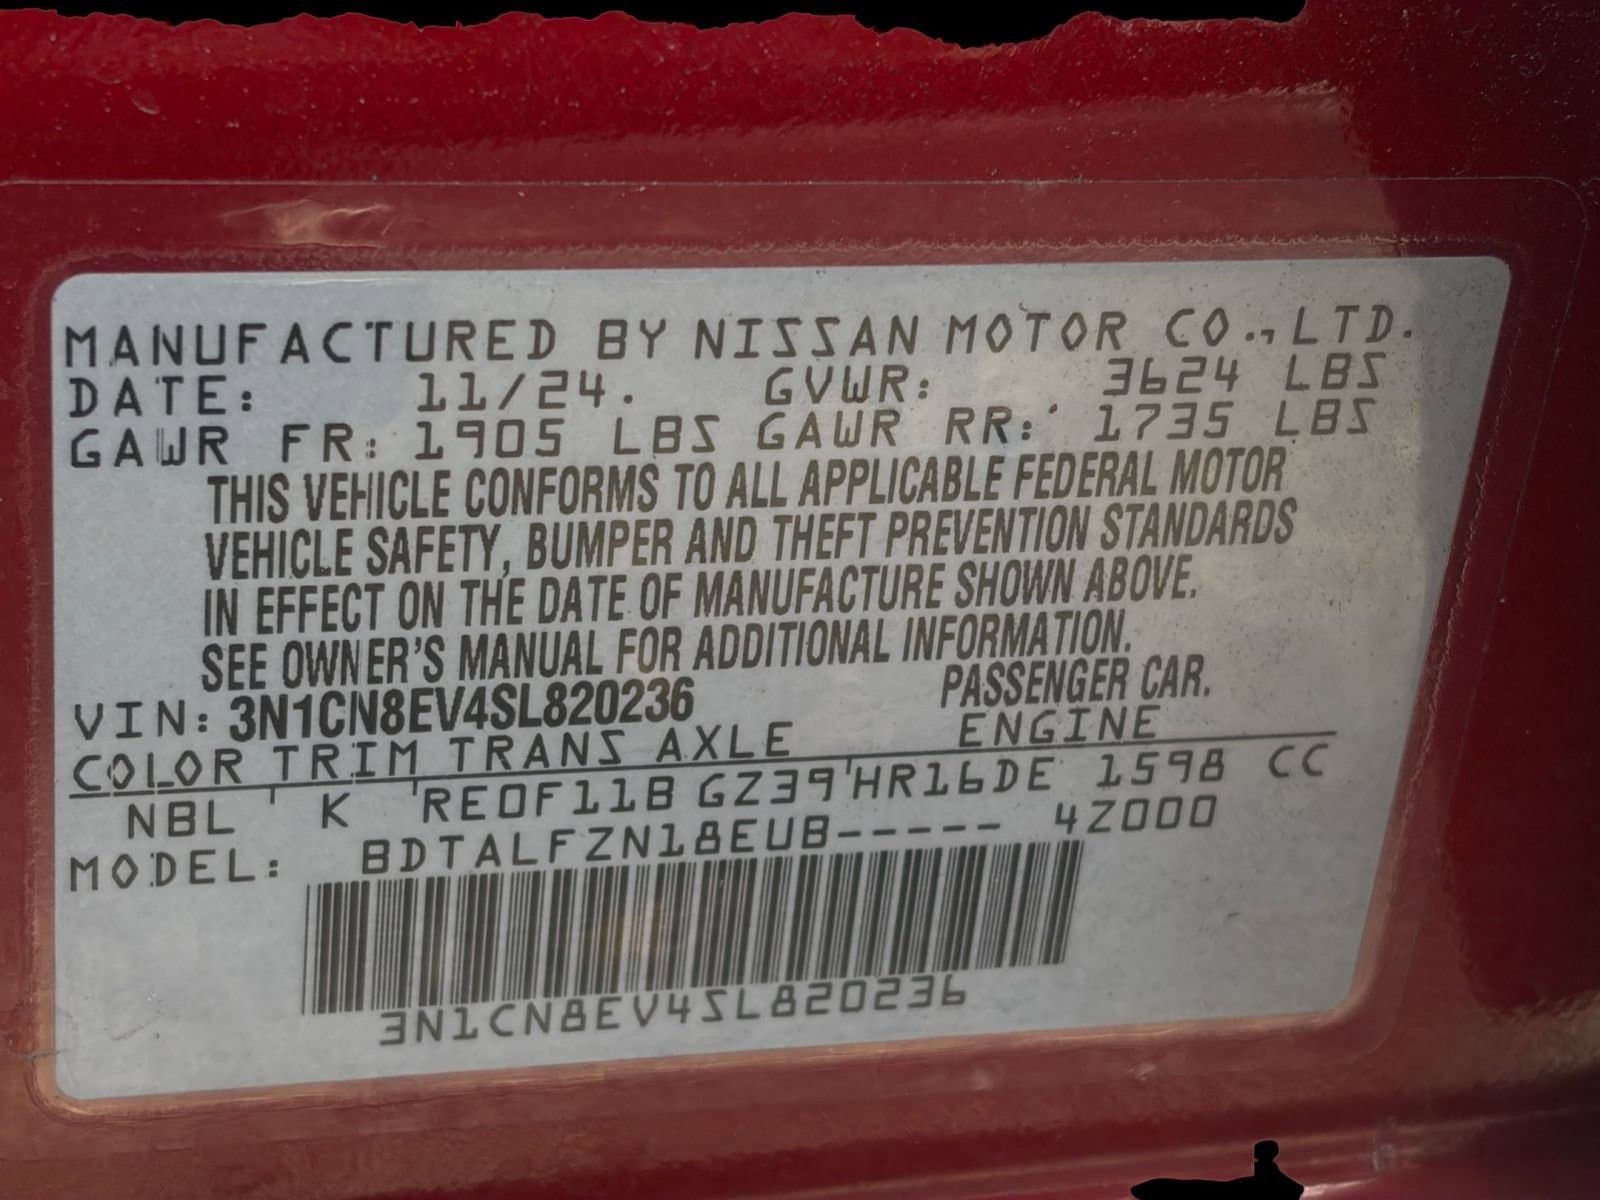 MANUFACTURED BY NISSAN MOTOR CO., LTD.
DATE: 11/24. GVWR: 3624 LBS
GAWR FR: 1905 LBS GAWR RR: 1735 LBS
THIS VEHICLE CONFORMS TO ALL APPLICABLE FEDERAL MOTOR
VEHICLE SAFETY, BUMPER AND THEFT PREVENTION STANDARDS
IN EFFECT ON THE DATE OF MANUFACTURE SHOWN ABOVE.
SEE OWNER'S MANUAL FOR ADDITIONAL INFORMATION.
VIN: 3N1CN8EV4SL820236 PASSENGER CAR.
COLOR TRIM TRANS AXLE ENGINE
NBL K RE0F11B GZ39 HR16DE 1598 CC
MODEL: BDTALFZN18EUB----- 4Z000
3N1CN8EV4SL820236